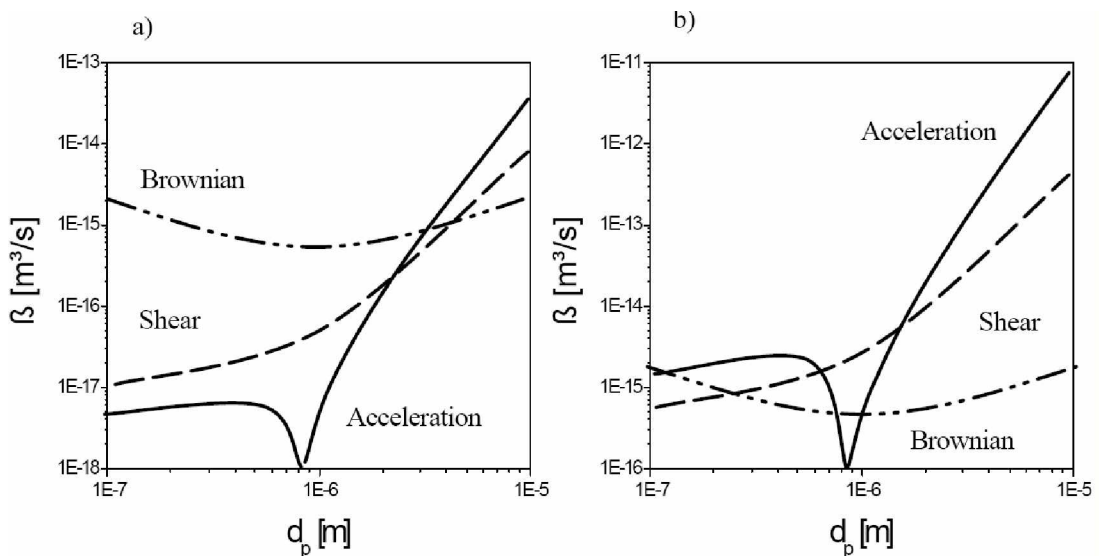 a)
1E-13
1E-14
1E-15
1E-16
1E-17
1E-18
ß [m³/s]
Brownian
Shear
Acceleration
1E-7
1E-6
1E-5
d_p [m]
b)
1E-11
1E-12
1E-13
1E-14
1E-15
1E-16
ß [m³/s]
Acceleration
Shear
Brownian
1E-7
1E-6
1E-5
d_p [m]